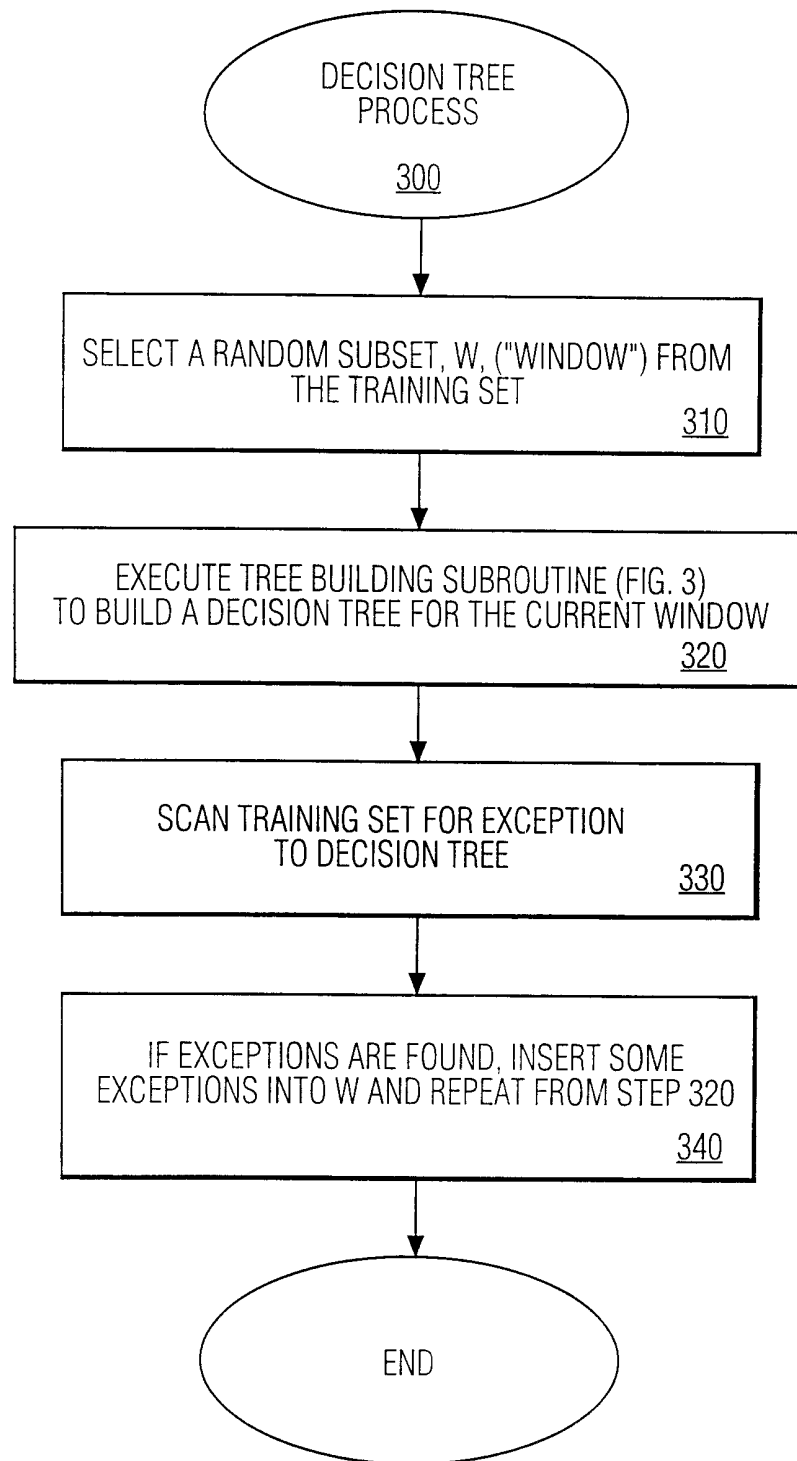 DECISION TREE
PROCESS
300
SELECT A RANDOM SUBSET, W, ("WINDOW") FROM
THE TRAINING SET
310
EXECUTE TREE BUILDING SUBROUTINE (FIG. 3)
TO BUILD A DECISION TREE FOR THE CURRENT WINDOW
320
SCAN TRAINING SET FOR EXCEPTION
TO DECISION TREE
330
IF EXCEPTIONS ARE FOUND, INSERT SOME
EXCEPTIONS INTO W AND REPEAT FROM STEP 320
340
END